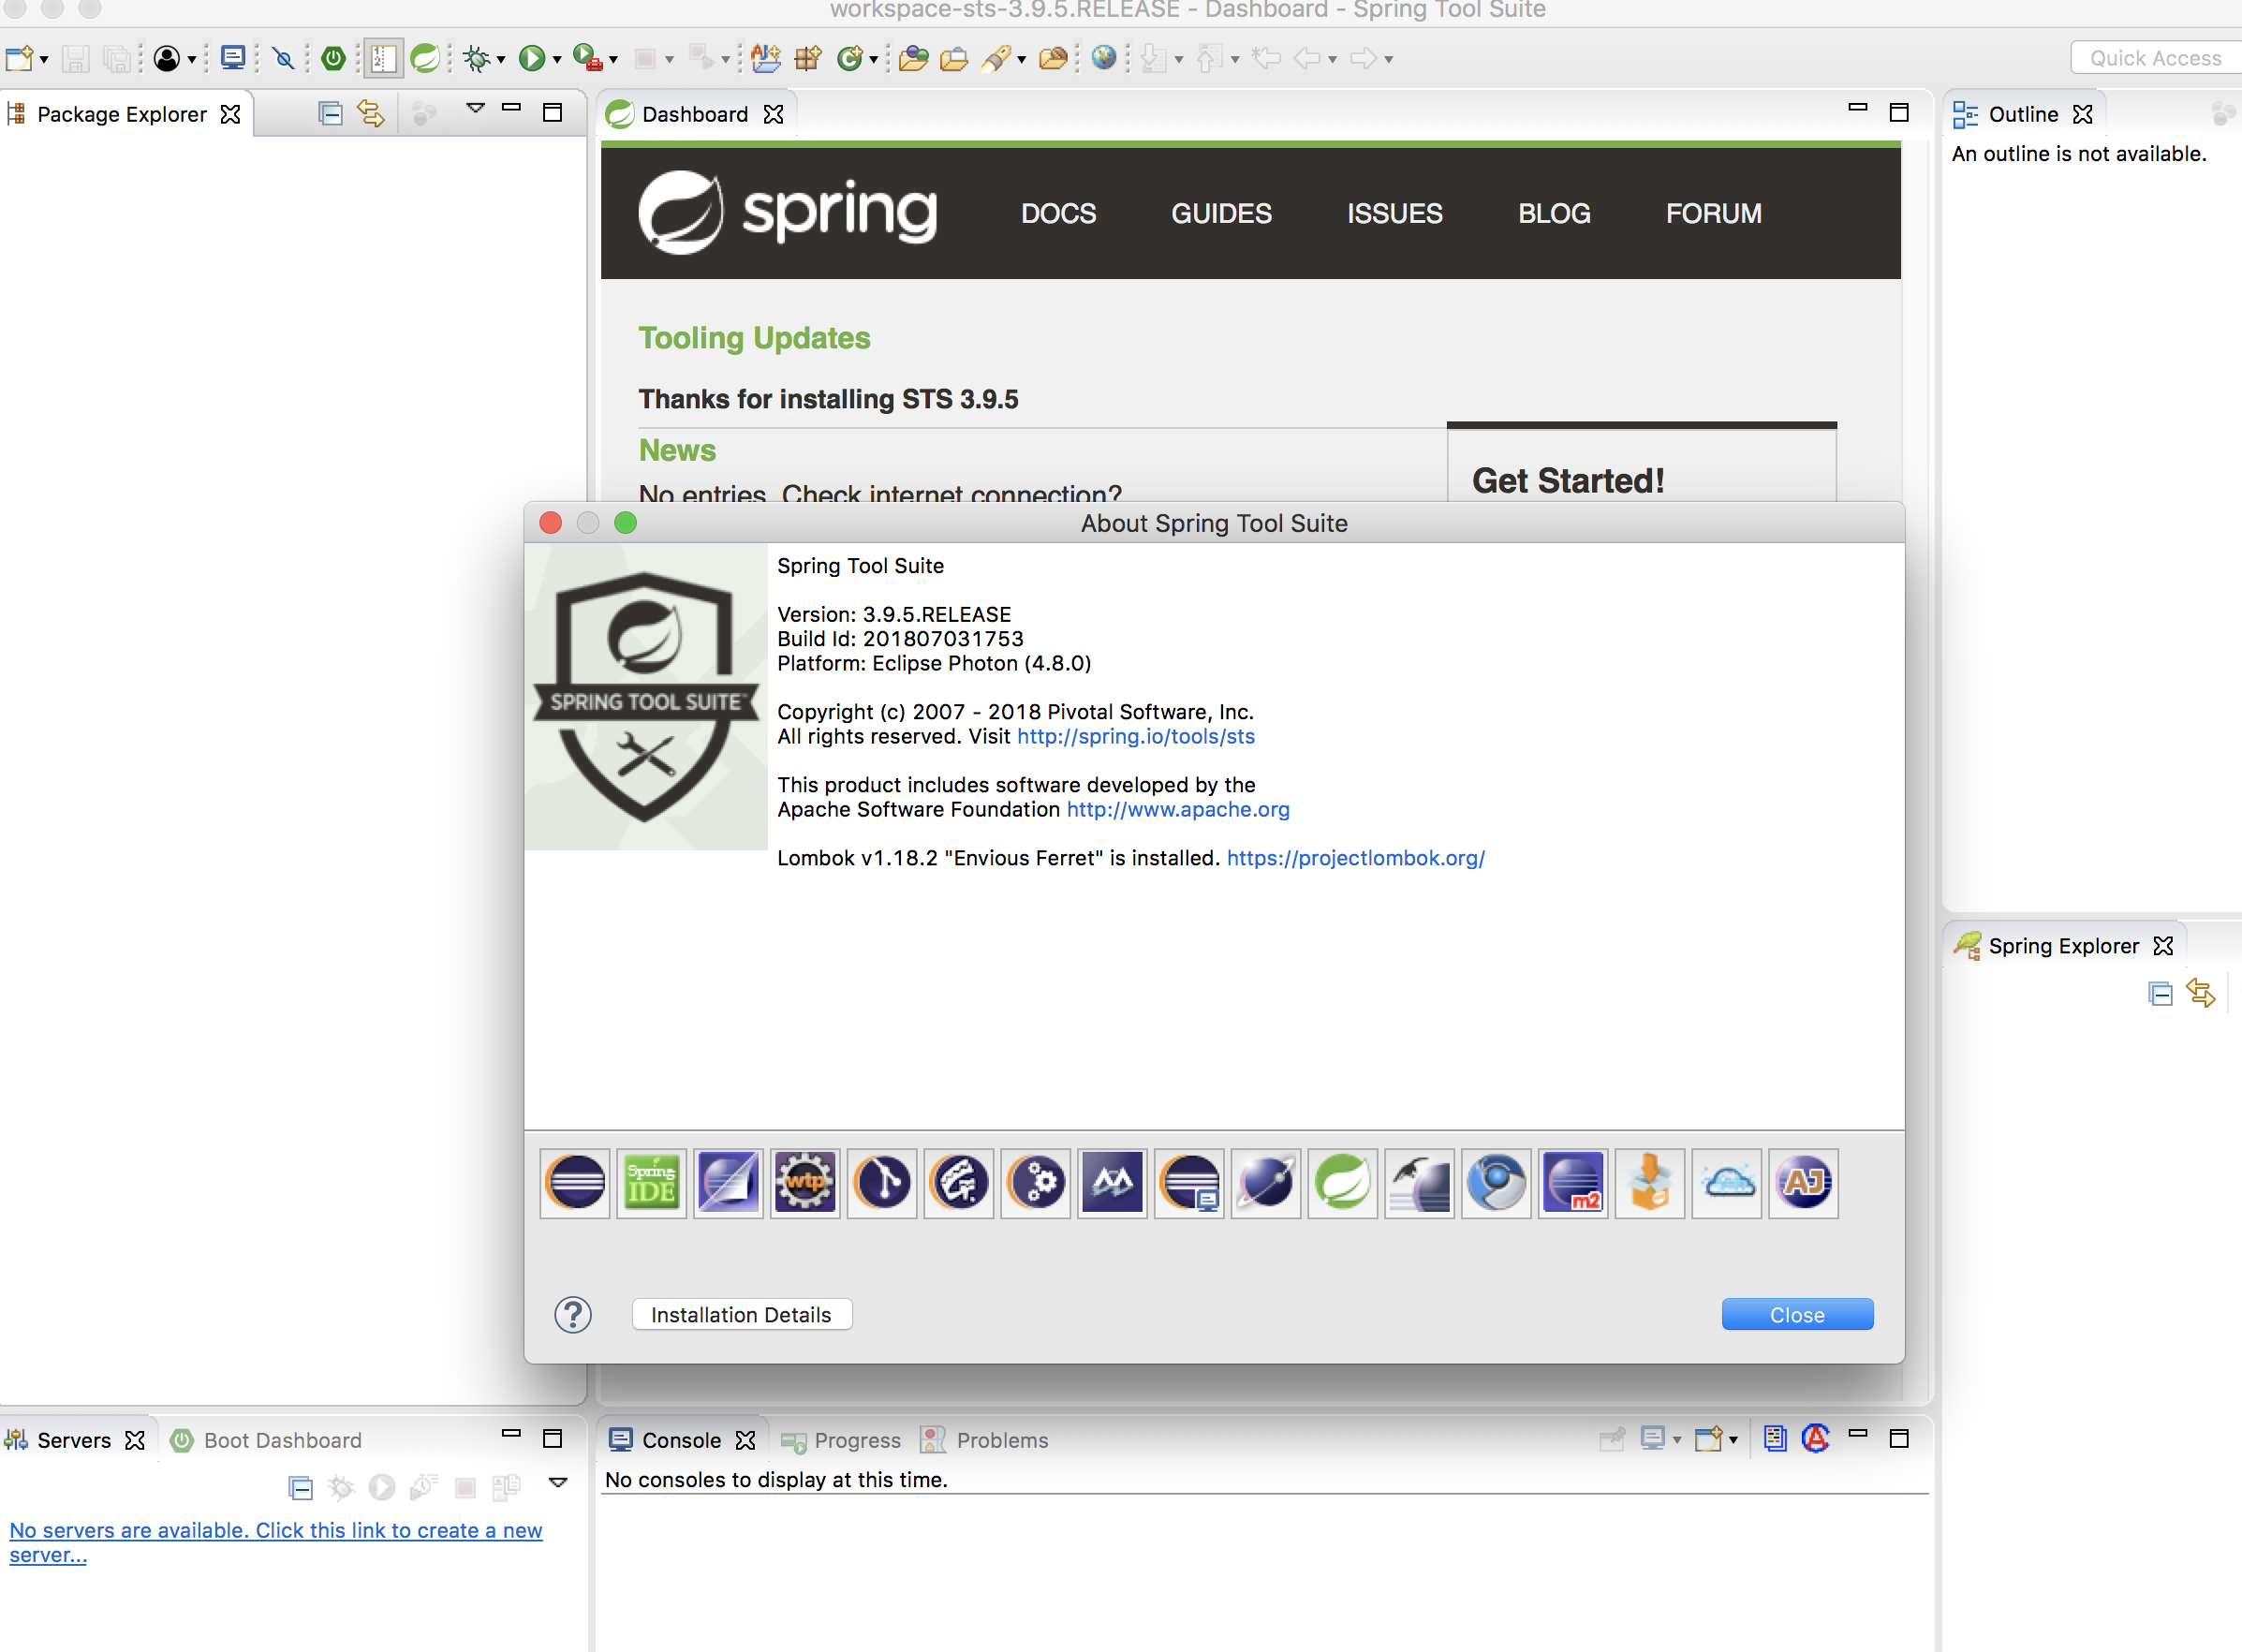 workspace-sts-3.9.5.RELEASE - Dashboard - Spring Tool Suite
Quick Access
Package Explorer
Dashboard
Outline
An outline is not available.
spring
DOCS
GUIDES
ISSUES
BLOG
FORUM
Tooling Updates
Thanks for installing STS 3.9.5
News
No entries. Check internet connection?
Get Started!
About Spring Tool Suite
SPRING TOOL SUITE
Spring Tool Suite
Version: 3.9.5.RELEASE
Build Id: 201807031753
Platform: Eclipse Photon (4.8.0)
Copyright (c) 2007 - 2018 Pivotal Software, Inc.
All rights reserved. Visit http://spring.io/tools/sts
This product includes software developed by the
Apache Software Foundation http://www.apache.org
Lombok v1.18.2 "Envious Ferret" is installed. https://projectlombok.org/
Spring Explorer
Spring
IDE
wtp
m2
AJ
?
Installation Details
Close
Servers
Boot Dashboard
No servers are available. Click this link to create a new
server...
Console
Progress
Problems
No consoles to display at this time.